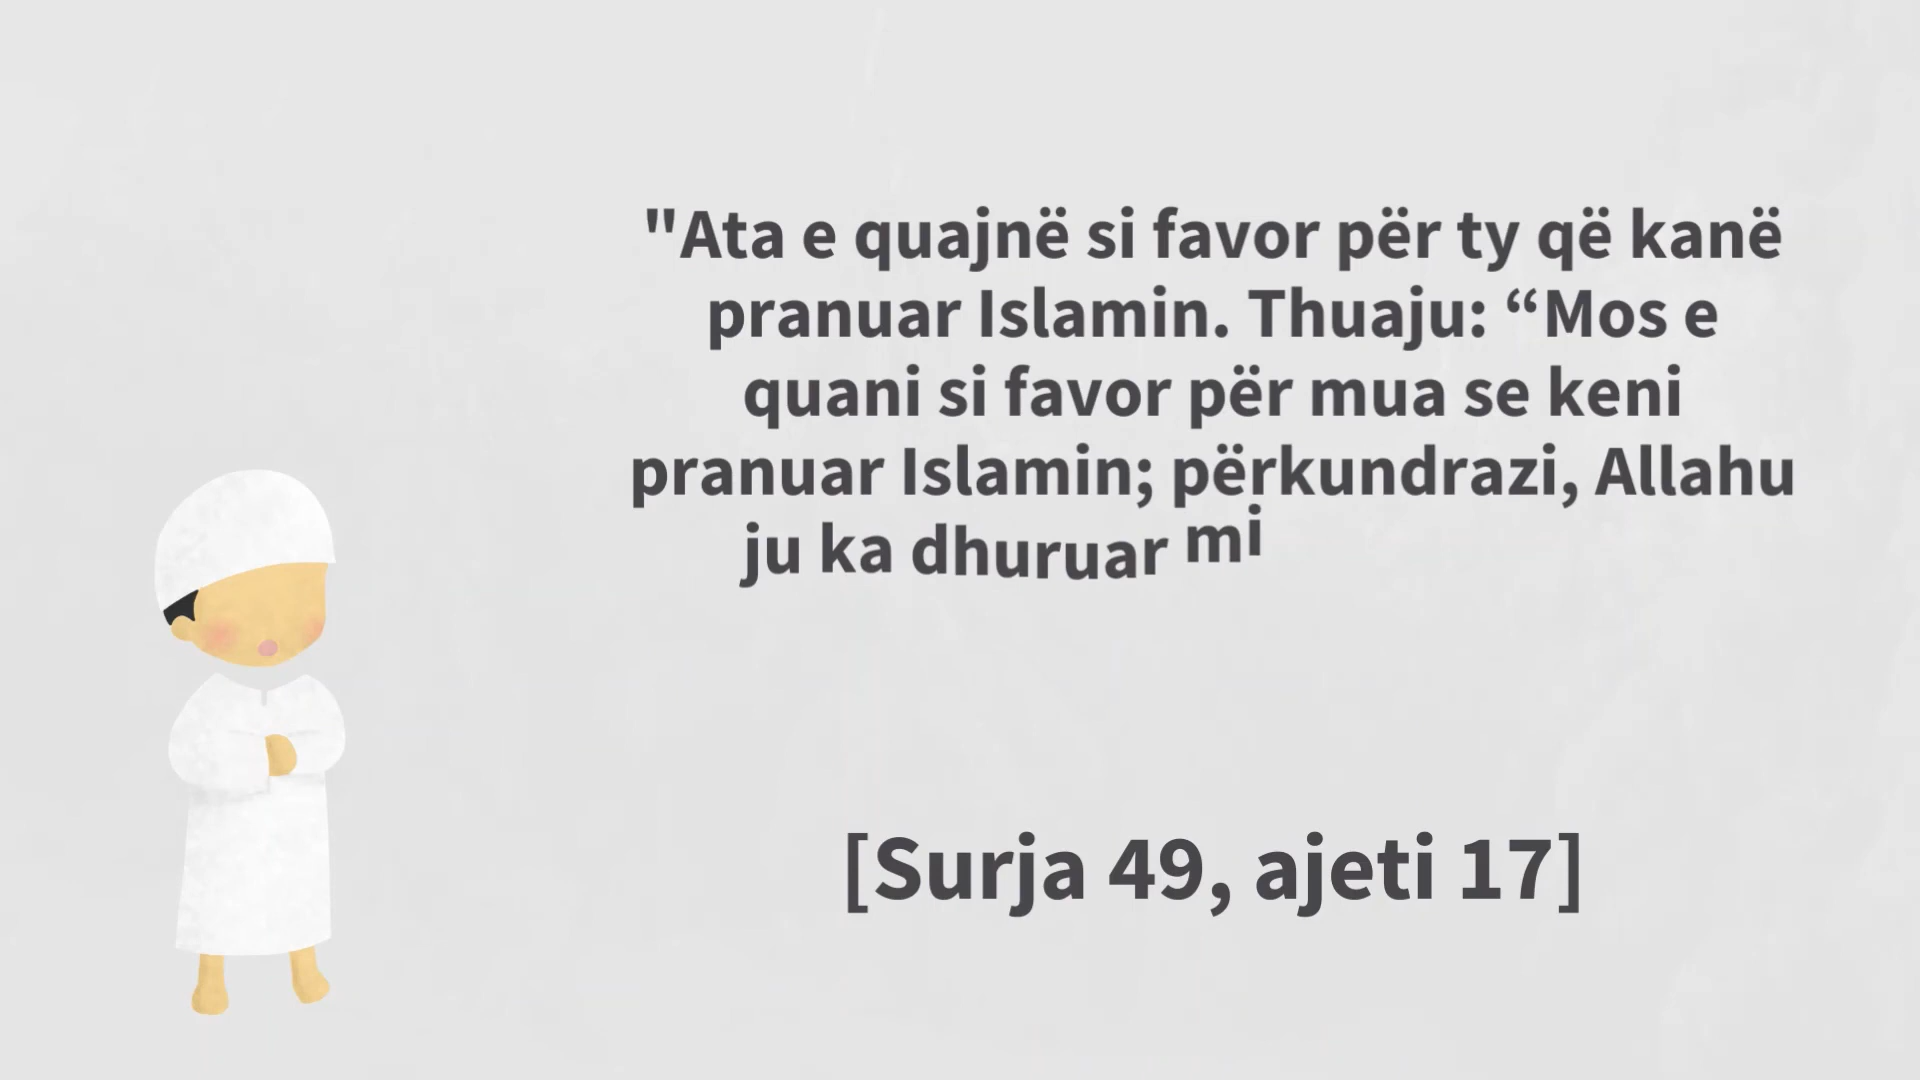 "Ata e quajnë si favor për ty që kanë
pranuar Islamin. Thuaju: “Mos e
quani si favor për mua se keni
pranuar Islamin; përkundrazi, Allahu
ju ka dhuruar mi
[Surja 49, ajeti 17]